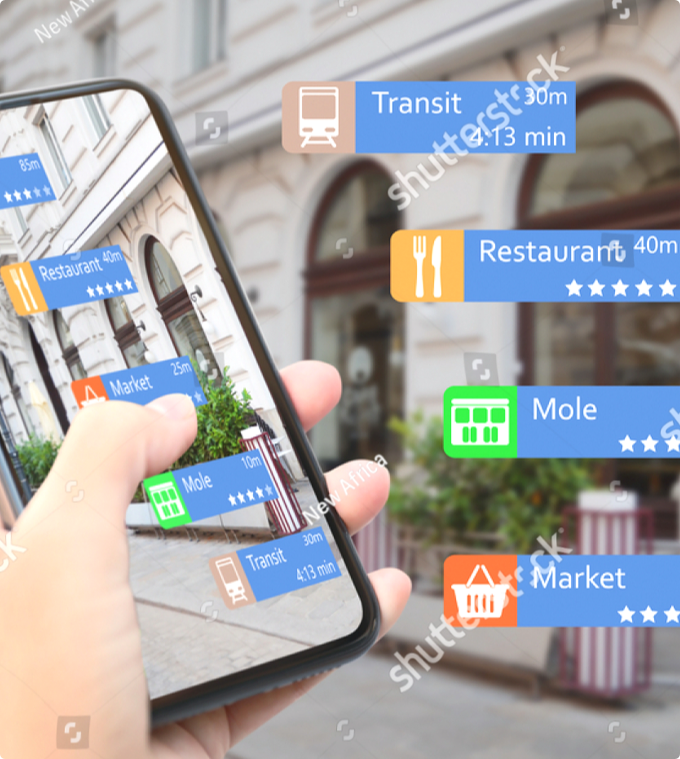 New Africa
shutterstock
Transit 30m
4:13 min
Restaurant 40m
Mole
Market
85m
Restaurant 40m
Market 25m
Mole 10m
Transit 30m
4:13 min
New Africa
shutterstock